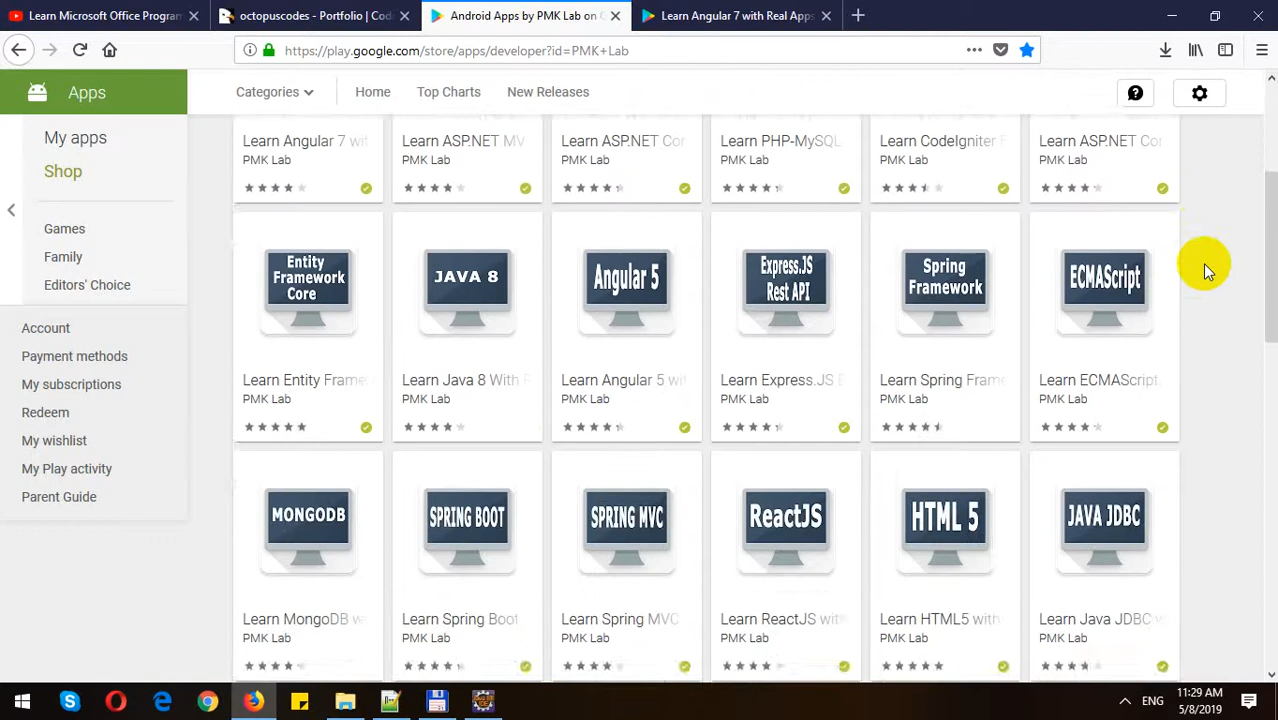 Learn Microsoft Office Program
octopuscodes - Portfolio | Cod
Android Apps by PMK Lab on G
Learn Angular 7 with Real Apps
https://play.google.com/store/apps/developer?id=PMK+Lab
Apps
Categories
Home
Top Charts
New Releases
My apps
Shop
Games
Family
Editors' Choice
Account
Payment methods
My subscriptions
Redeem
My wishlist
My Play activity
Parent Guide
Learn Angular 7 wit
Learn ASP.NET MV
Learn ASP.NET Cor
Learn PHP-MySQL
Learn CodeIgniter F
Learn ASP.NET Cor
PMK Lab
PMK Lab
PMK Lab
PMK Lab
PMK Lab
PMK Lab
Entity
Framework
Core
JAVA 8
Angular 5
Express.JS
Rest API
Spring
Framework
ECMAScript
Learn Entity Frame
Learn Java 8 With R
Learn Angular 5 wit
Learn Express.JS B
Learn Spring Frame
Learn ECMAScript
PMK Lab
PMK Lab
PMK Lab
PMK Lab
PMK Lab
PMK Lab
MONGODB
SPRING BOOT
SPRING MVC
ReactJS
HTML 5
JAVA JDBC
Learn MongoDB w
Learn Spring Boot
Learn Spring MVC
Learn ReactJS with
Learn HTML5 with
Learn Java JDBC w
PMK Lab
PMK Lab
PMK Lab
PMK Lab
PMK Lab
PMK Lab
ENG
11:29 AM
5/8/2019